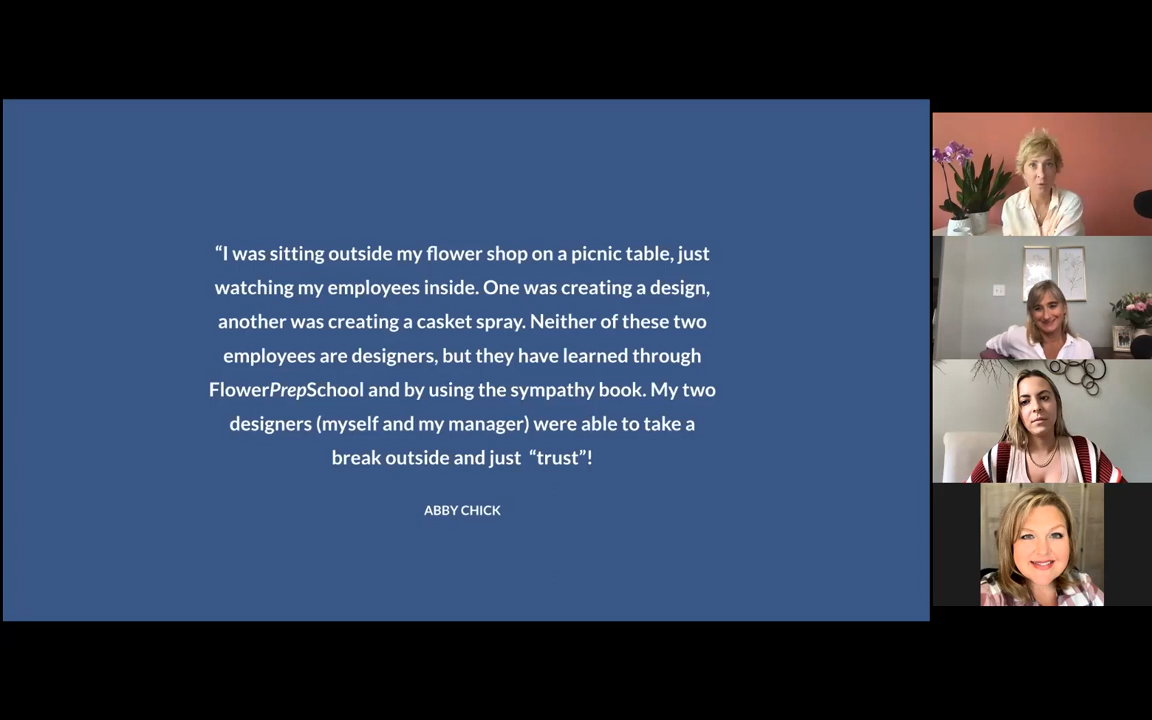 “I was sitting outside my flower shop on a picnic table, just
watching my employees inside. One was creating a design,
another was creating a casket spray. Neither of these two
employees are designers, but they have learned through
FlowerPrepSchool and by using the sympathy book. My two
designers (myself and my manager) were able to take a
break outside and just “trust”!
ABBY CHICK